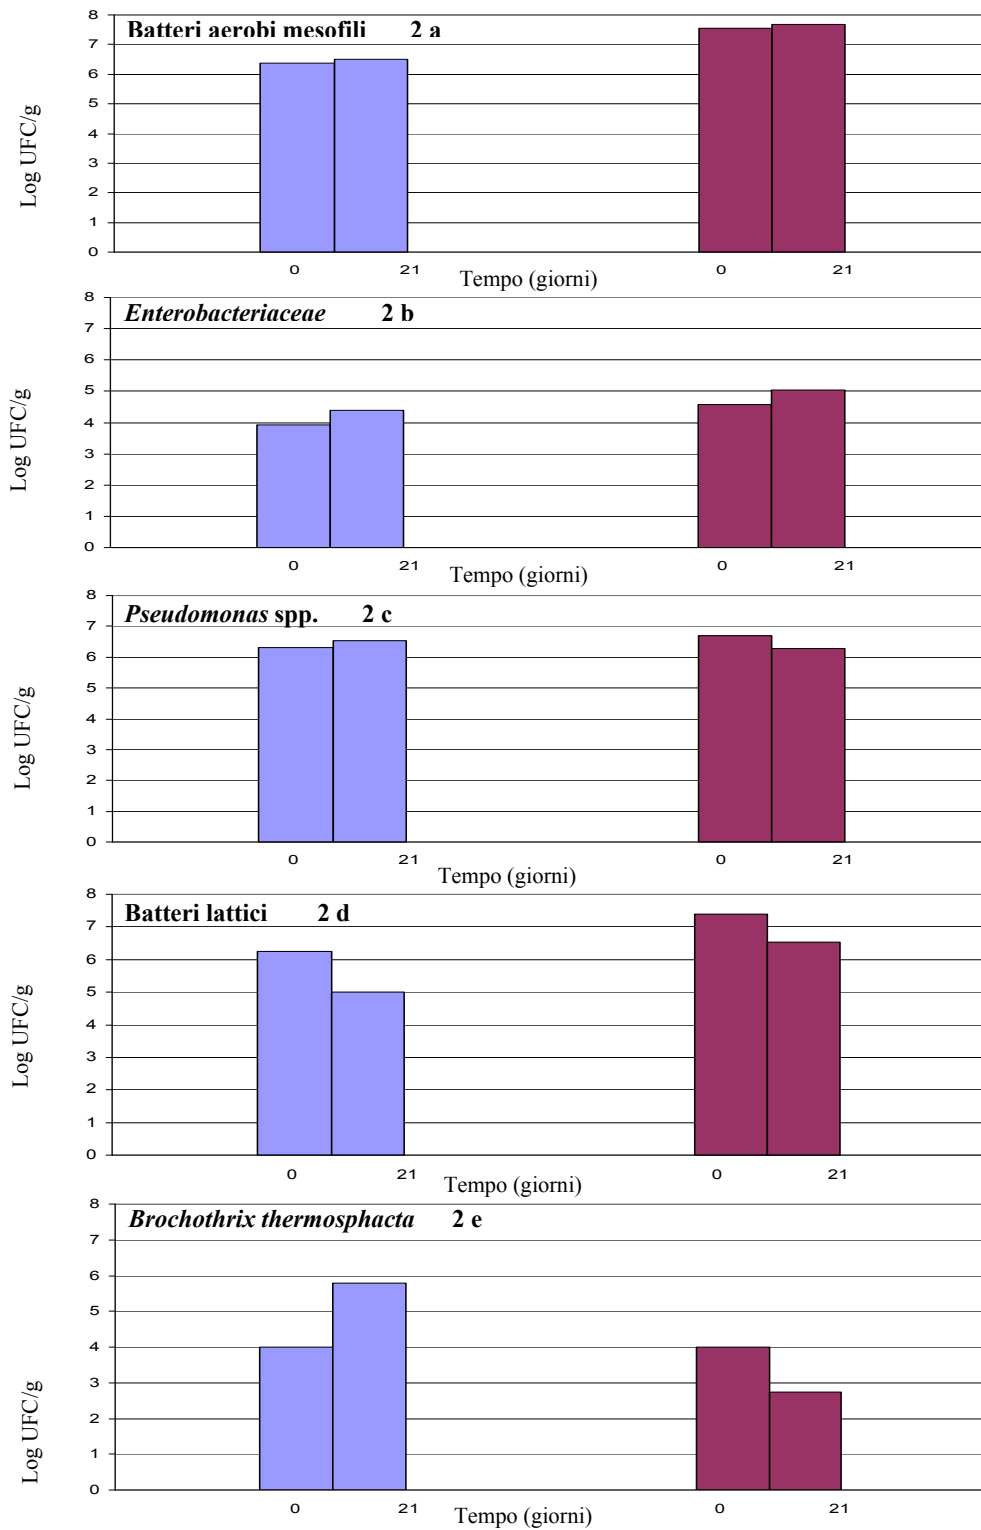 Batteri aerobi mesofili 2 a
Log UFC/g
8
7
6
5
4
3
2
1
0
0 21 0 21
Tempo (giorni)
Enterobacteriaceae 2 b
Log UFC/g
8
7
6
5
4
3
2
1
0
0 21 0 21
Tempo (giorni)
Pseudomonas spp. 2 c
Log UFC/g
8
7
6
5
4
3
2
1
0
0 21 0 21
Tempo (giorni)
Batteri lattici 2 d
Log UFC/g
8
7
6
5
4
3
2
1
0
0 21 0 21
Tempo (giorni)
Brochothrix thermosphacta 2 e
Log UFC/g
8
7
6
5
4
3
2
1
0
0 21 0 21
Tempo (giorni)